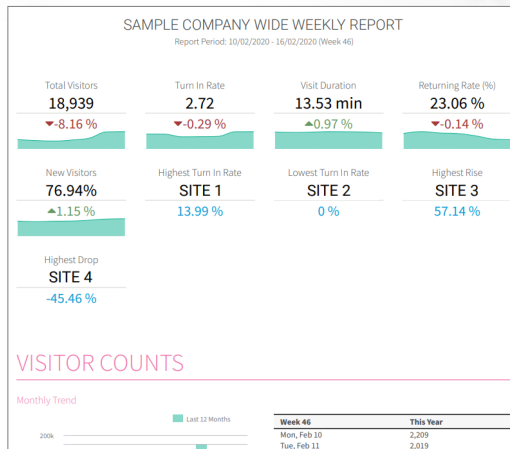 SAMPLE COMPANY WIDE WEEKLY REPORT
Report Period: 10/02/2020 - 16/02/2020 (Week 46)
Total Visitors Turn In Rate Visit Duration Returning Rate (%)
18,939 2.72 13.53 min 23.06 %
▼-8.16 % ▼-0.29 % ▲0.97 % ▼-0.14 %
New Visitors Highest Turn In Rate Lowest Turn In Rate Highest Rise
76.94% SITE 1 SITE 2 SITE 3
▲1.15 % 13.99 % 0 % 57.14 %
Highest Drop
SITE 4
-45.46 %
VISITOR COUNTS
Monthly Trend
Last 12 Months
200k
Week 46 This Year
Mon, Feb 10 2,209
Tue, Feb 11 2,019